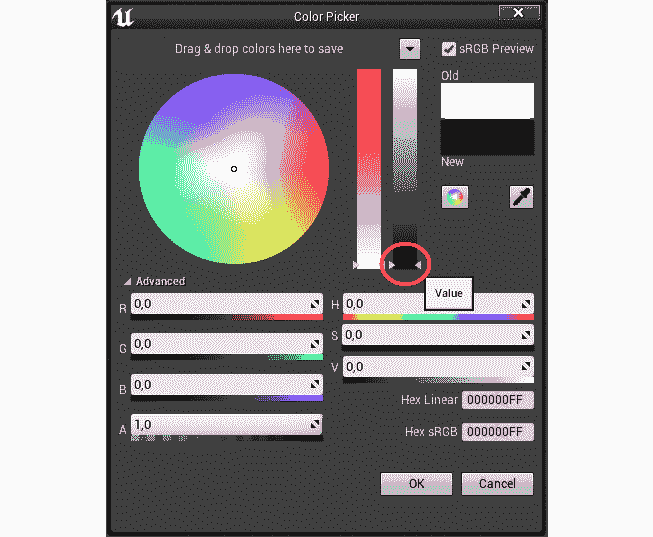 Color Picker
Drag & drop colors here to save
sRGB Preview
Old
New
Advanced
Value
R 0,0
H 0,0
G 0,0
S 0,0
B 0,0
V 0,0
A 1,0
Hex Linear 000000FF
Hex sRGB 000000FF
OK
Cancel